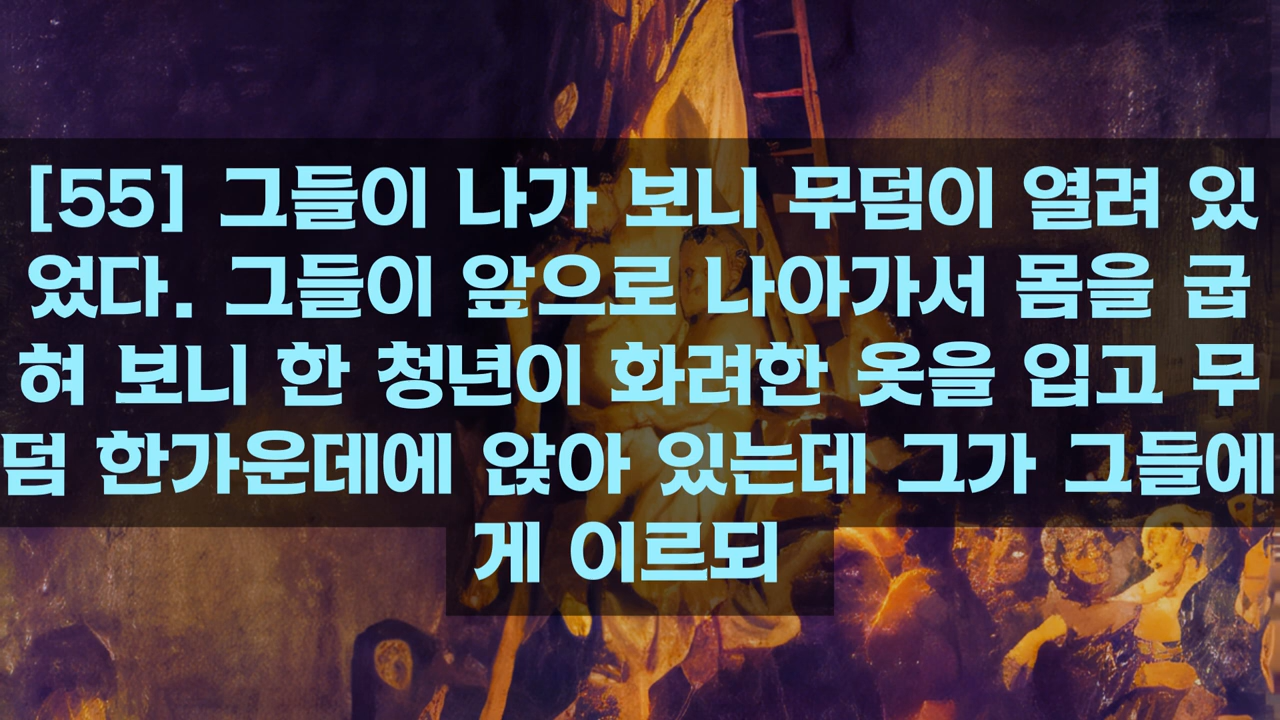 [55] 그들이 나가 보니 무덤이 열려 있
었다. 그들이 앞으로 나아가서 몸을 굽
혀 보니 한 청년이 화려한 옷을 입고 무
덤 한가운데에 앉아 있는데 그가 그들에
게 이르되